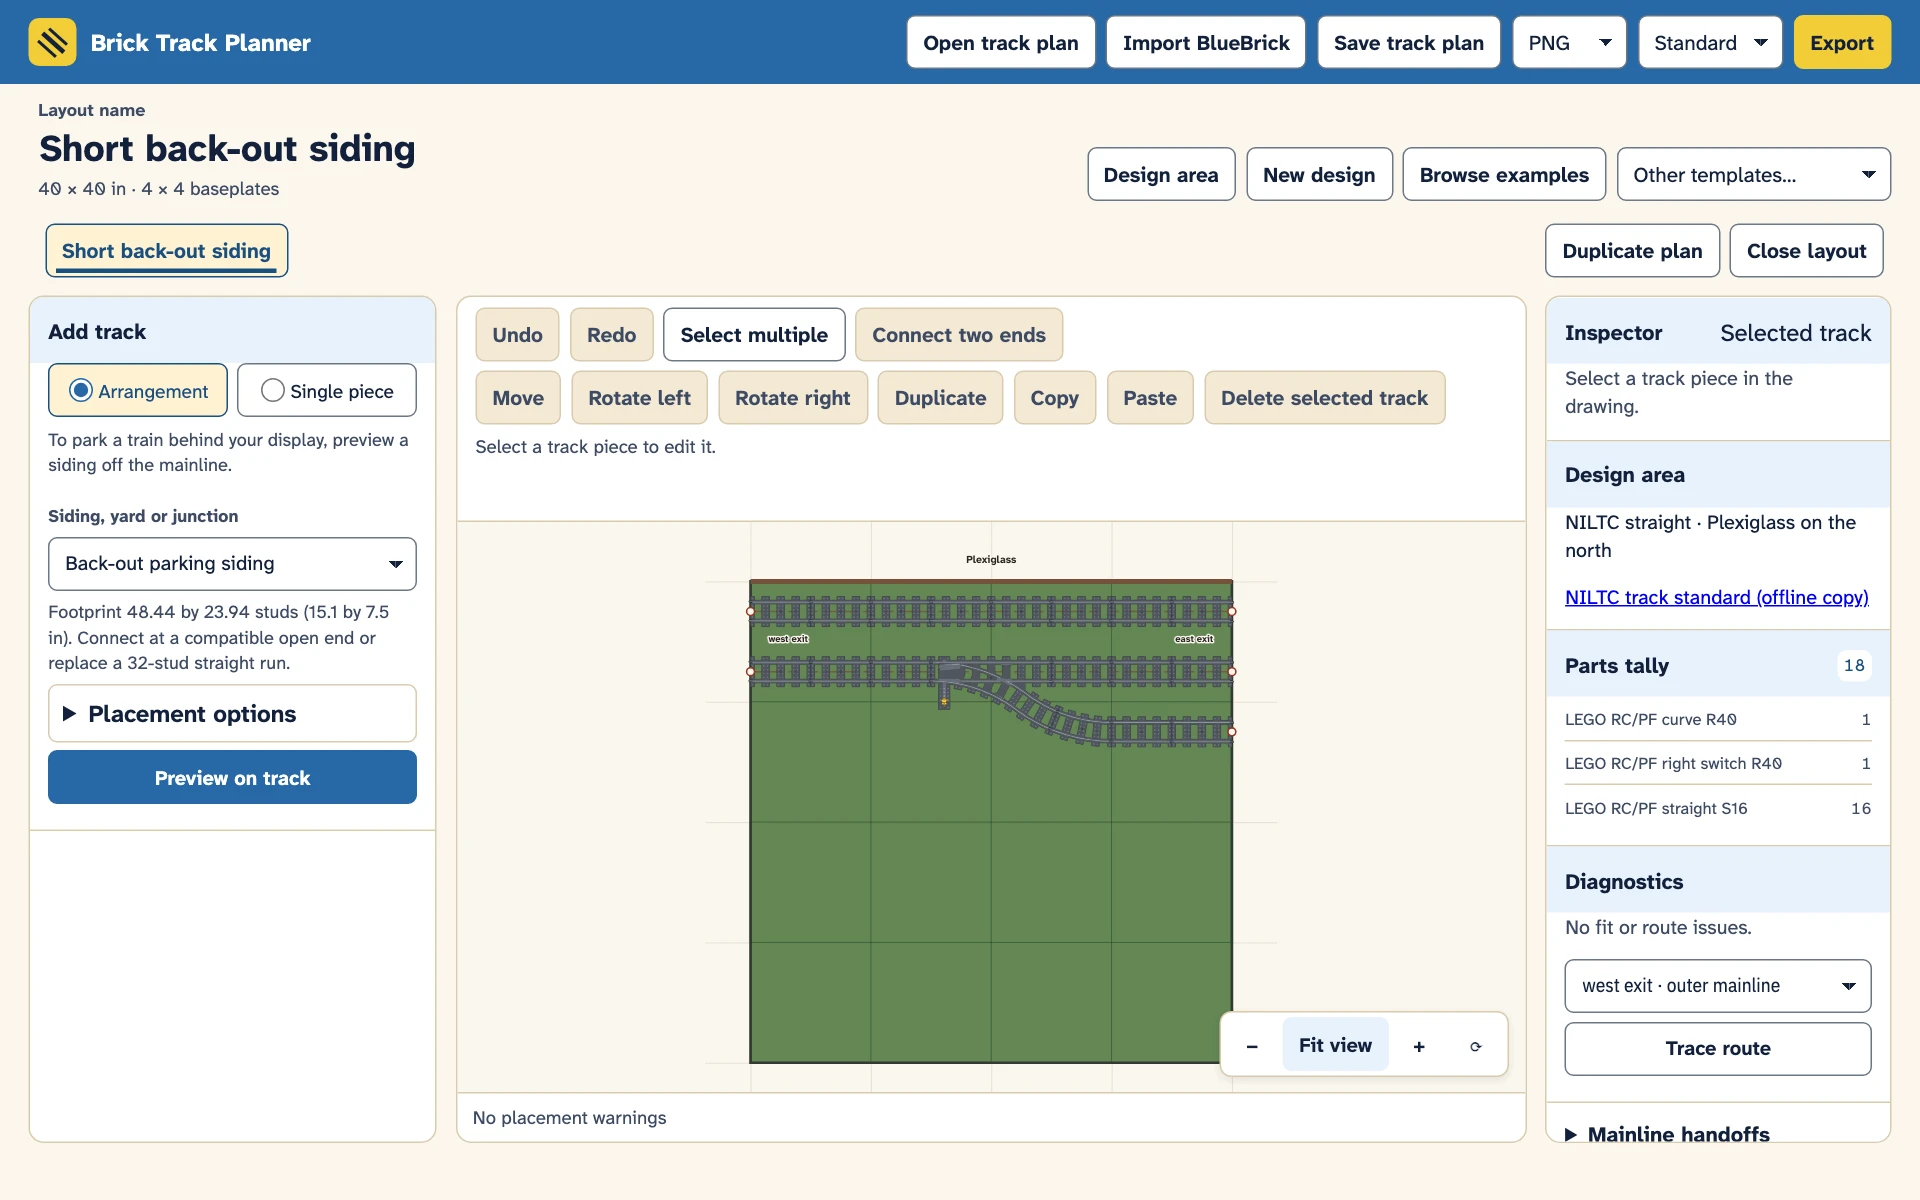 Brick Track Planner
Open track plan
Import BlueBrick
Save track plan
PNG
Standard
Export
Layout name
Short back-out siding
40 × 40 in · 4 × 4 baseplates
Design area
New design
Browse examples
Other templates...
Short back-out siding
Duplicate plan
Close layout
Add track
Arrangement
Single piece
To park a train behind your display, preview a
siding off the mainline.
Siding, yard or junction
Back-out parking siding
Footprint 48.44 by 23.94 studs (15.1 by 7.5
in). Connect at a compatible open end or
replace a 32-stud straight run.
Placement options
Preview on track
Undo
Redo
Select multiple
Connect two ends
Move
Rotate left
Rotate right
Duplicate
Copy
Paste
Delete selected track
Select a track piece to edit it.
Plexiglass
west exit
east exit
− Fit view + ⟳
No placement warnings
Inspector
Selected track
Select a track piece in the
drawing.
Design area
NILTC straight · Plexiglass on the
north
NILTC track standard (offline copy)
Parts tally 18
LEGO RC/PF curve R40 1
LEGO RC/PF right switch R40 1
LEGO RC/PF straight S16 16
Diagnostics
No fit or route issues.
west exit · outer mainline
Trace route
Mainline handoffs